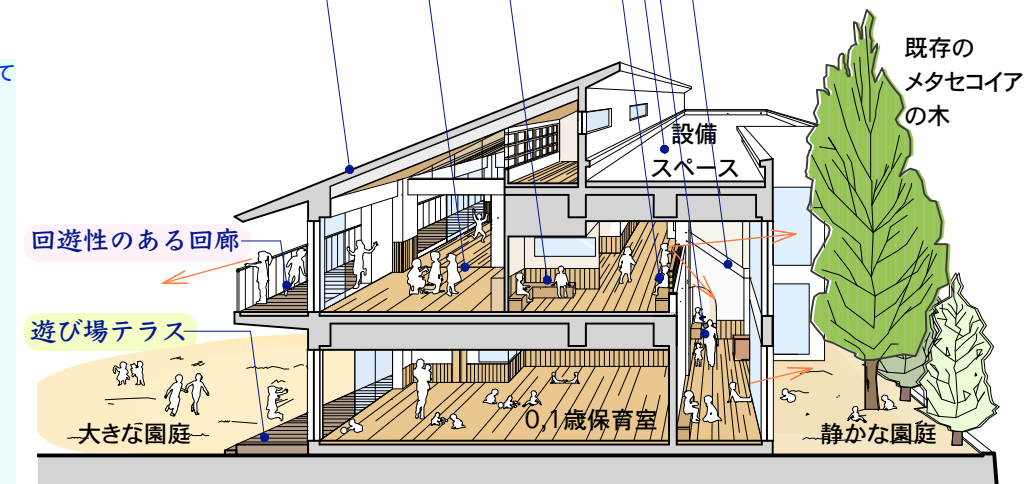 て
既存の
メタセコイア
の木
設備
スペース
回遊性のある回廊
遊び場テラス
大きな園庭
0,1歳保育室
静かな園庭